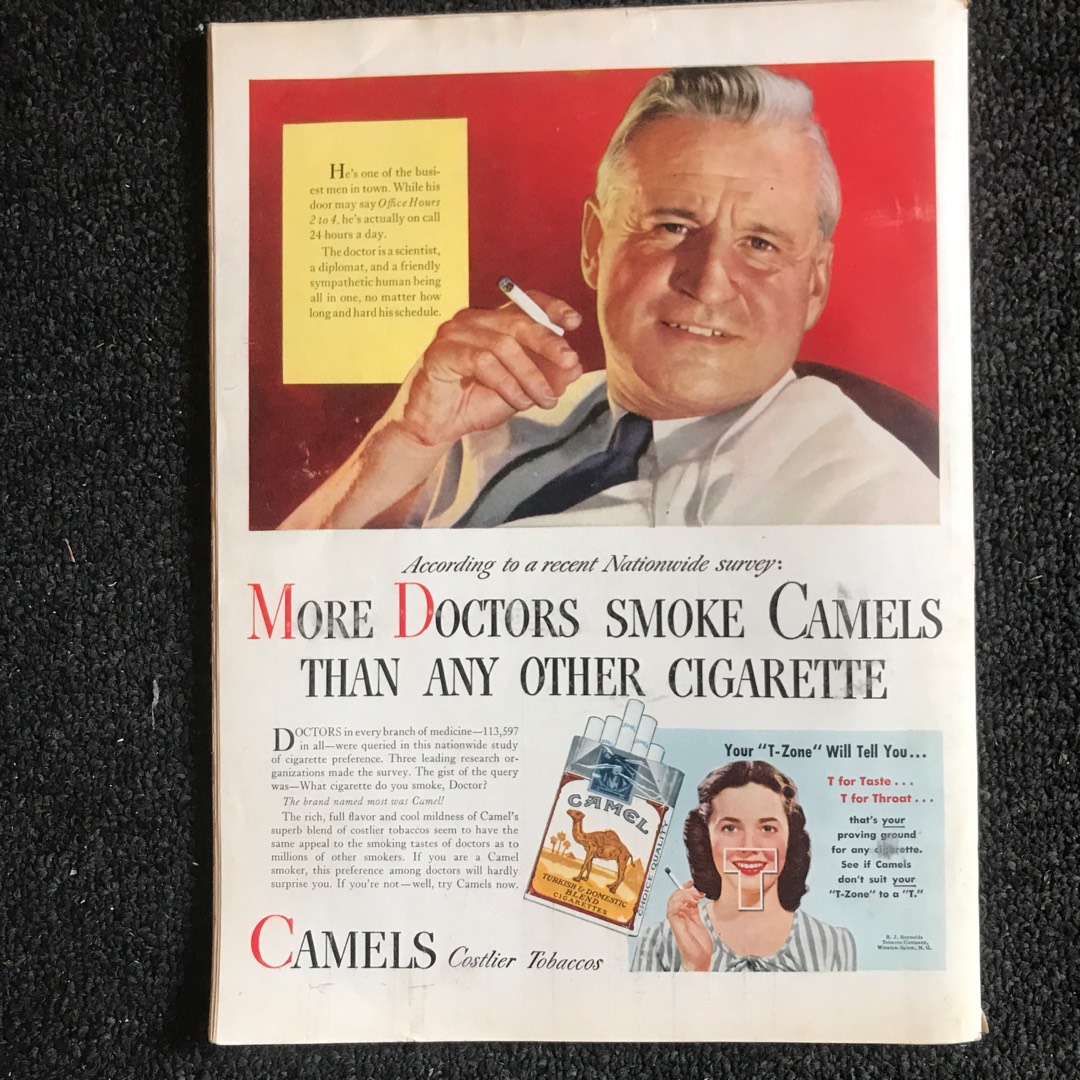 He's one of the busi-
est men in town. While his
door may say Office Hours
2 to 4, he's actually on call
24 hours a day.
The doctor is a scientist,
a diplomat, and a friendly
sympathetic human being
all in one, no matter how
long and hard his schedule.
According to a recent Nationwide survey:
MORE DOCTORS SMOKE CAMELS
THAN ANY OTHER CIGARETTE
DOCTORS in every branch of medicine—113,597
in all—were queried in this nationwide study
of cigarette preference. Three leading research or-
ganizations made the survey. The gist of the query
was—What cigarette do you smoke, Doctor?
The brand named most was Camel!
The rich, full flavor and cool mildness of Camel's
superb blend of costlier tobaccos seem to have the
same appeal to the smoking tastes of doctors as to
millions of other smokers. If you are a Camel
smoker, this preference among doctors will hardly
surprise you. If you're not—well, try Camels now.
CAMELS Costlier Tobaccos
CAMEL
TURKISH & DOMESTIC
BLEND
CIGARETTES
CHOICE QUALITY
Your "T-Zone" Will Tell You...
T for Taste...
T for Throat...
that's your
proving ground
for any cigarette.
See if Camels
don't suit your
"T-Zone" to a "T."
T
R. J. Reynolds
Tobacco Company,
Winston-Salem, N. C.